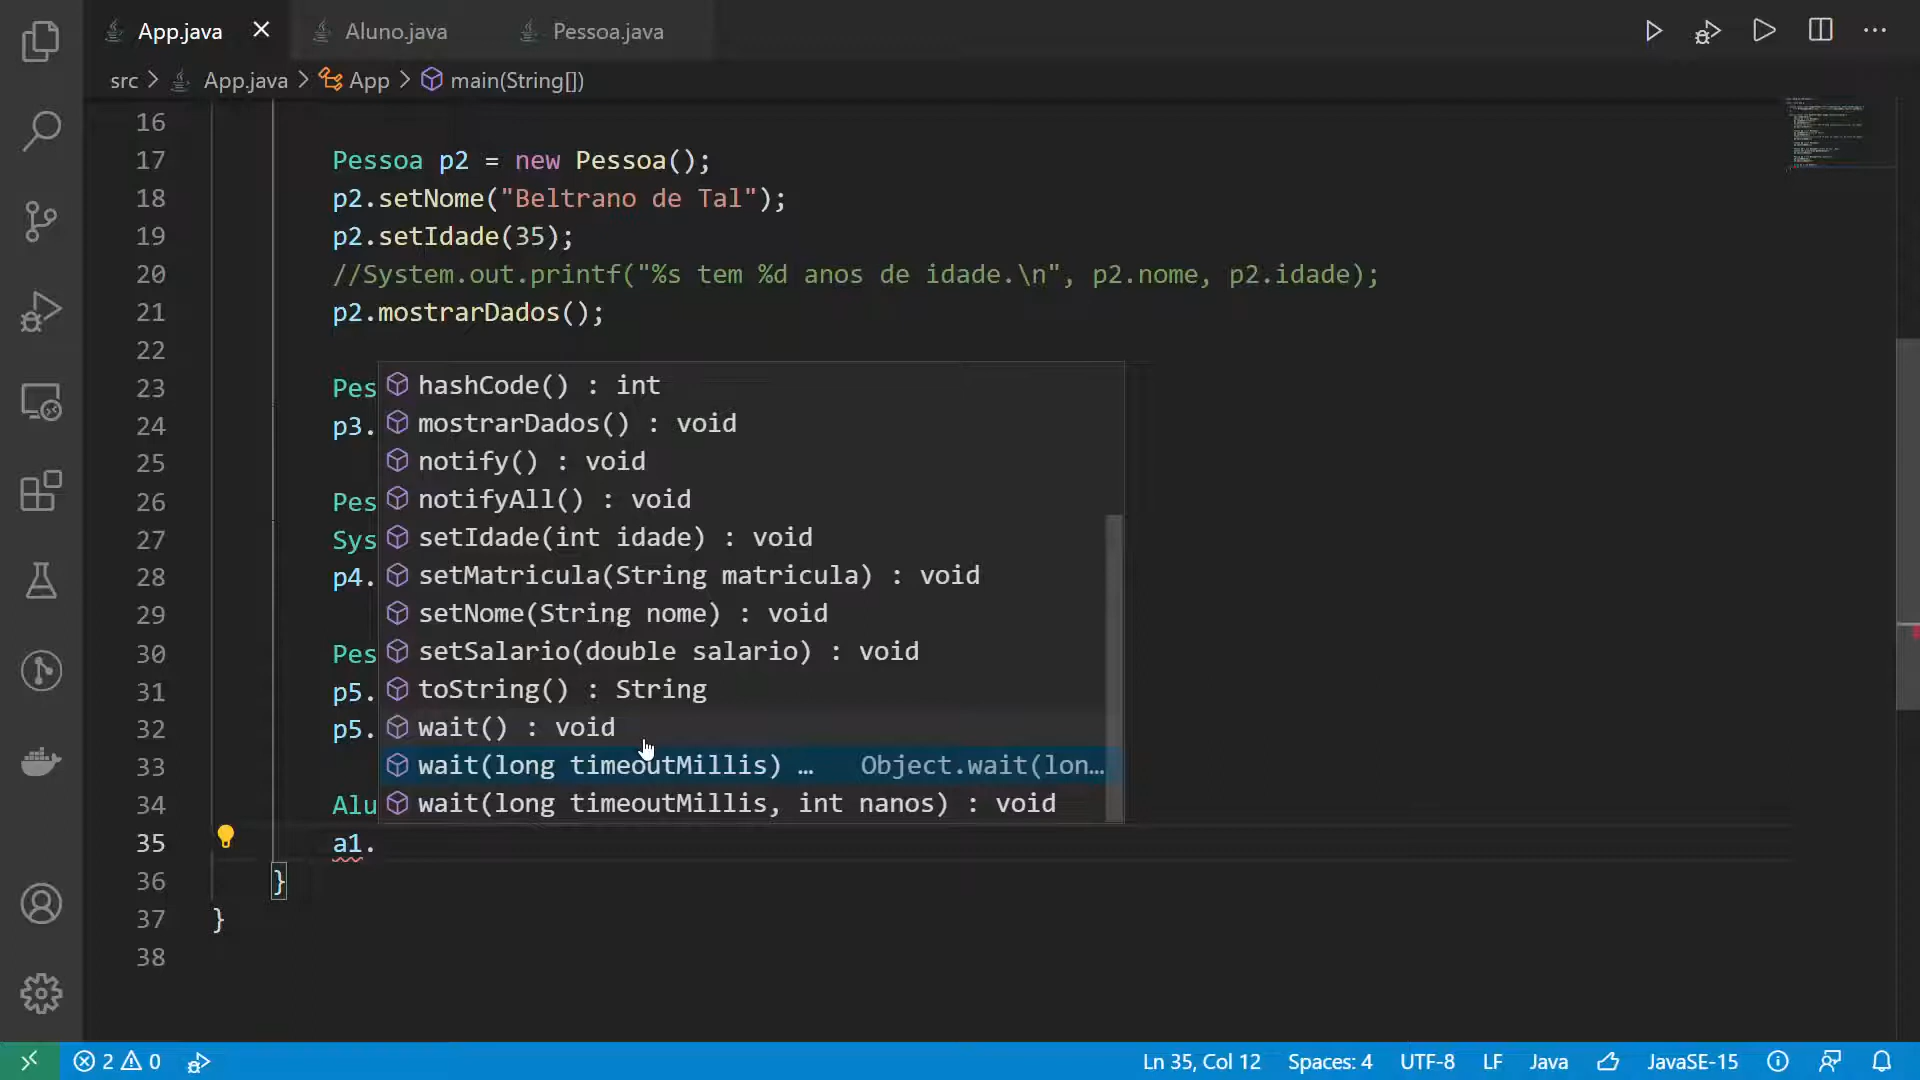 App.java
Aluno.java
Pessoa.java
src > App.java > App > main(String[])
16
17 Pessoa p2 = new Pessoa();
18 p2.setNome("Beltrano de Tal");
19 p2.setIdade(35);
20 //System.out.printf("%s tem %d anos de idade.\n", p2.nome, p2.idade);
21 p2.mostrarDados();
22
hashCode() : int
23 Pes
mostrarDados() : void
24 p3.
notify() : void
25
notifyAll() : void
26 Pes
setIdade(int idade) : void
27 Sys
setMatricula(String matricula) : void
28 p4.
setNome(String nome) : void
29
setSalario(double salario) : void
30 Pes
toString() : String
31 p5.
wait() : void
32 p5.
wait(long timeoutMillis) … Object.wait(lon…
33
wait(long timeoutMillis, int nanos) : void
34 Alu
35 a1.
36 }
37 }
38
2 0 Ln 35, Col 12 Spaces: 4 UTF-8 LF Java JavaSE-15